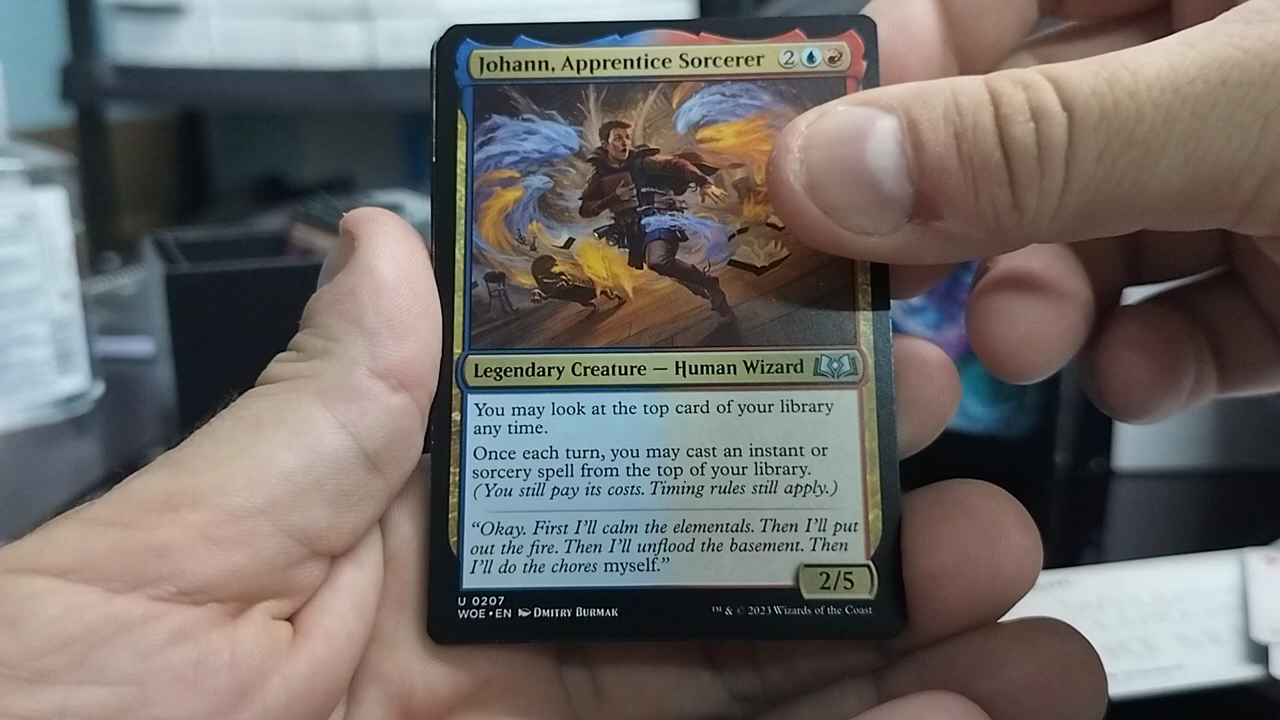 Johann, Apprentice Sorcerer 2
Legendary Creature — Human Wizard
You may look at the top card of your library
any time.
Once each turn, you may cast an instant or
sorcery spell from the top of your library.
(You still pay its costs. Timing rules still apply.)
“Okay. First I’ll calm the elementals. Then I’ll put
out the fire. Then I’ll unflood the basement. Then
I’ll do the chores myself.”
2/5
U 0207
WOE • EN DMITRY BURMAK
™ & © 2023 Wizards of the Coast